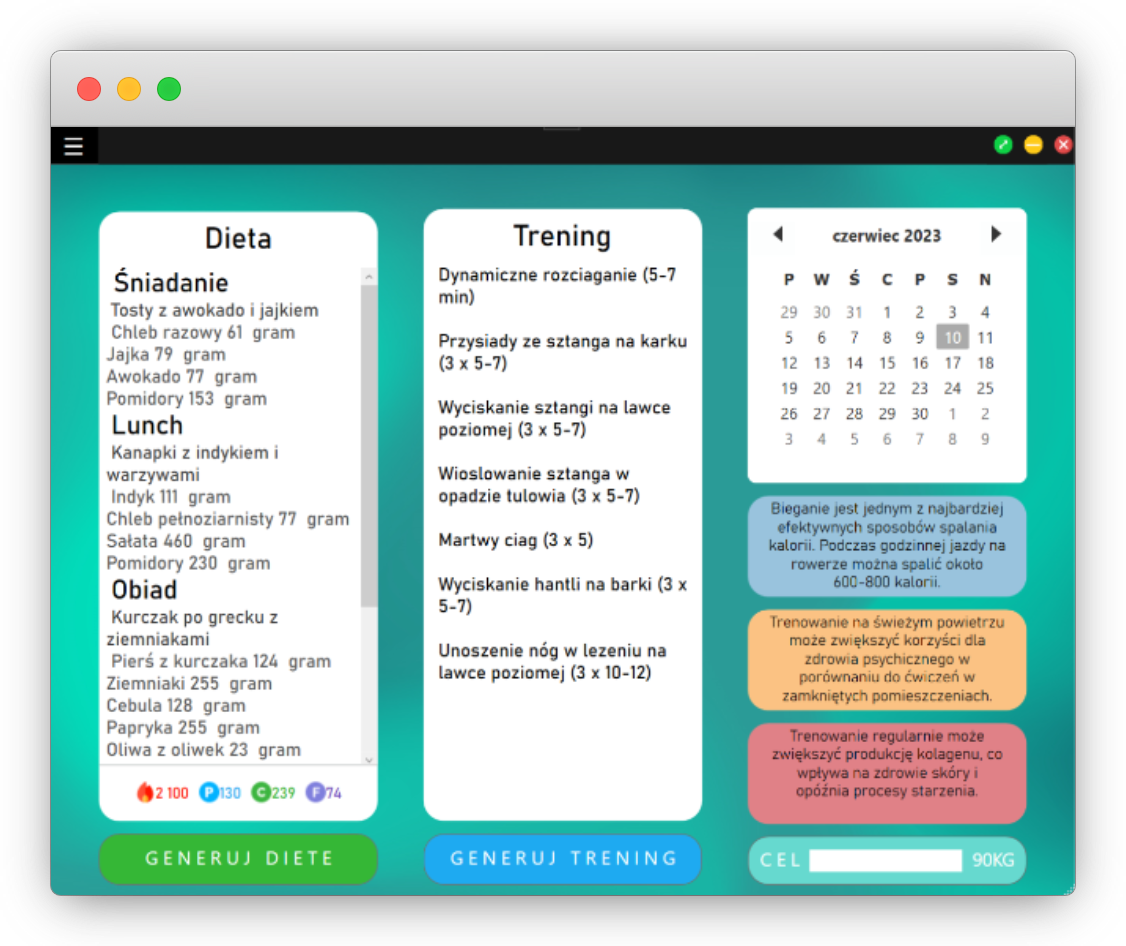 Dieta
Śniadanie
Tosty z awokado i jajkiem
Chleb razowy 61 gram
Jajka 79 gram
Awokado 77 gram
Pomidory 153 gram
Lunch
Kanapki z indykiem i
warzywami
Indyk 111 gram
Chleb pełnoziarnisty 77 gram
Sałata 460 gram
Pomidory 230 gram
Obiad
Kurczak po grecku z
ziemniakami
Pierś z kurczaka 124 gram
Ziemniaki 255 gram
Cebula 128 gram
Papryka 255 gram
Oliwa z oliwek 23 gram
2 100 P 130 C 239 F 74
GENERUJ DIETE
Trening
Dynamiczne rozciaganie (5-7
min)
Przysiady ze sztanga na karku
(3 x 5-7)
Wyciskanie sztangi na lawce
poziomej (3 x 5-7)
Wioslowanie sztanga w
opadzie tulowia (3 x 5-7)
Martwy ciag (3 x 5)
Wyciskanie hantli na barki (3 x
5-7)
Unoszenie nóg w lezeniu na
lawce poziomej (3 x 10-12)
GENERUJ TRENING
czerwiec 2023
P W Ś C P S N
29 30 31 1 2 3 4
5 6 7 8 9 10 11
12 13 14 15 16 17 18
19 20 21 22 23 24 25
26 27 28 29 30 1 2
3 4 5 6 7 8 9
Bieganie jest jednym z najbardziej
efektywnych sposobów spalania
kalorii. Podczas godzinnej jazdy na
rowerze można spalić około
600-800 kalorii.
Trenowanie na świeżym powietrzu
może zwiększyć korzyści dla
zdrowia psychicznego w
porównaniu do ćwiczeń w
zamkniętych pomieszczeniach.
Trenowanie regularnie może
zwiększyć produkcję kolagenu, co
wpływa na zdrowie skóry i
opóźnia procesy starzenia.
CEL 90KG